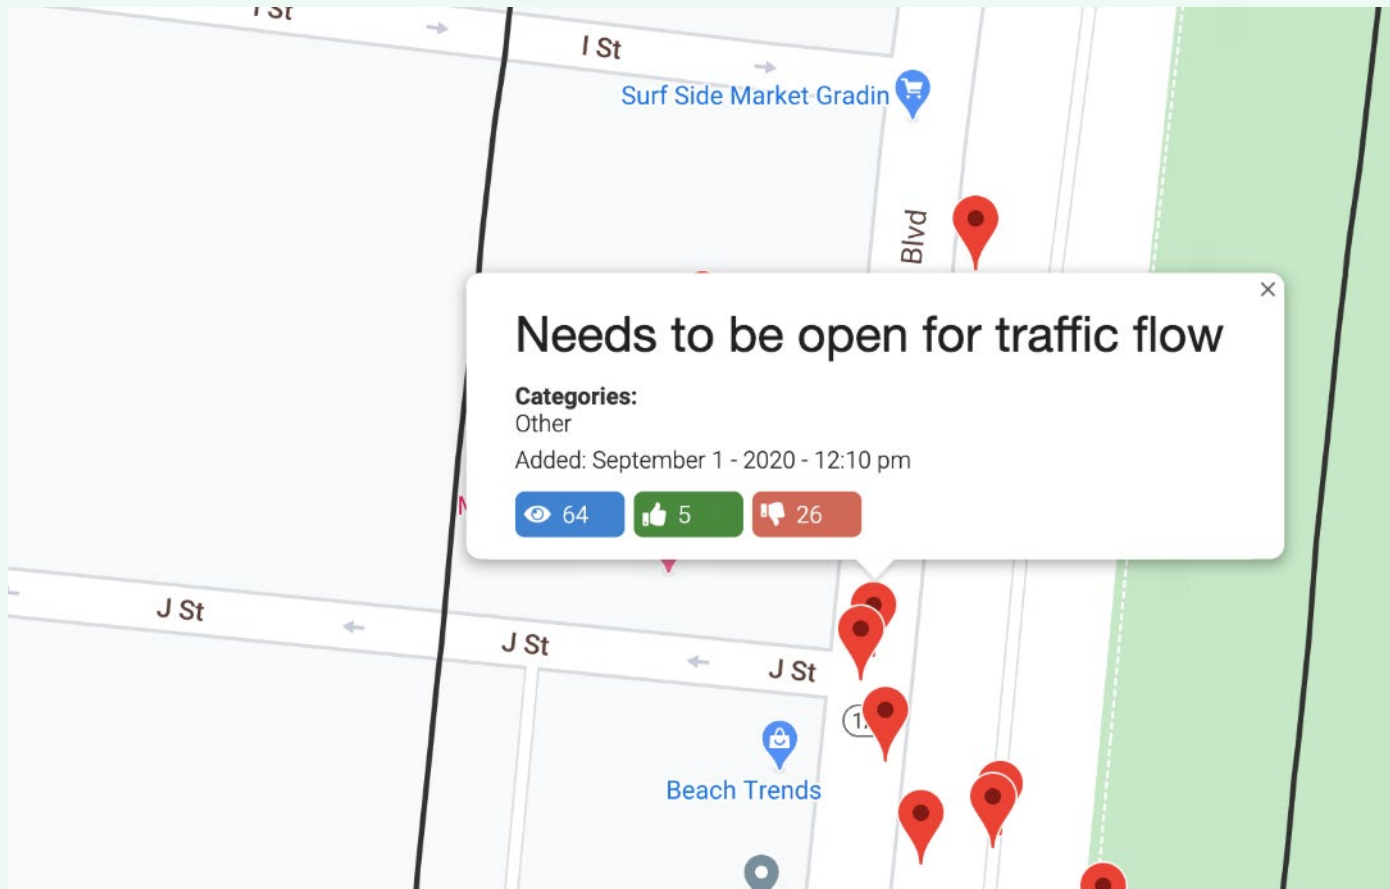 I St
I St
Surf Side Market Gradin
Blvd
Needs to be open for traffic flow
Categories:
Other
Added: September 1 - 2020 - 12:10 pm
64 5 26
J St
J St
J St
Beach Trends